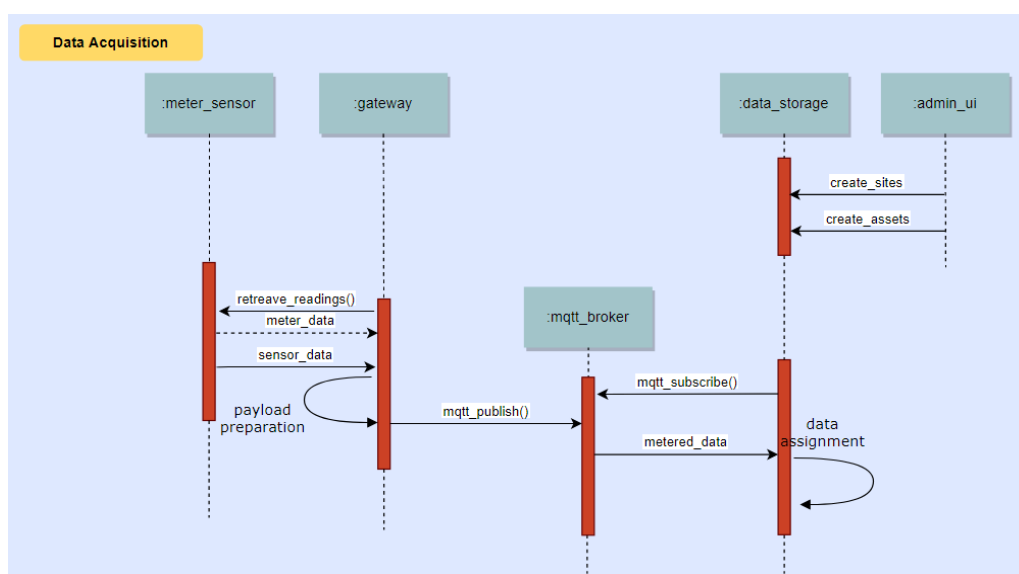 Data Acquisition
:meter_sensor
:gateway
:data_storage
:admin_ui
create_sites
create_assets
retreave_readings()
meter_data
:mqtt_broker
sensor_data
mqtt_subscribe()
payload
preparation
mqtt_publish()
data
assignment
metered_data